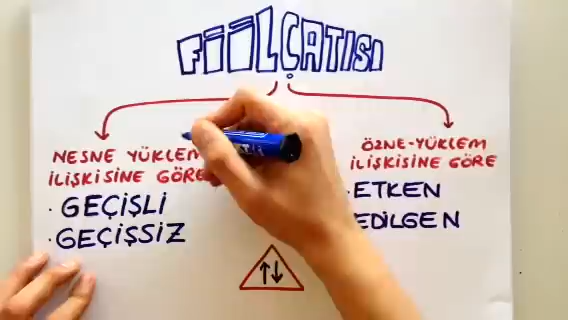 FİİL ÇATISI
NESNE YÜKLEM
İLİŞKİSİNE GÖRE
· GEÇİŞLİ
· GEÇİŞSİZ
ÖZNE-YÜKLEM
İLİŞKİSİNE GÖRE
· ETKEN
EDİLGEN